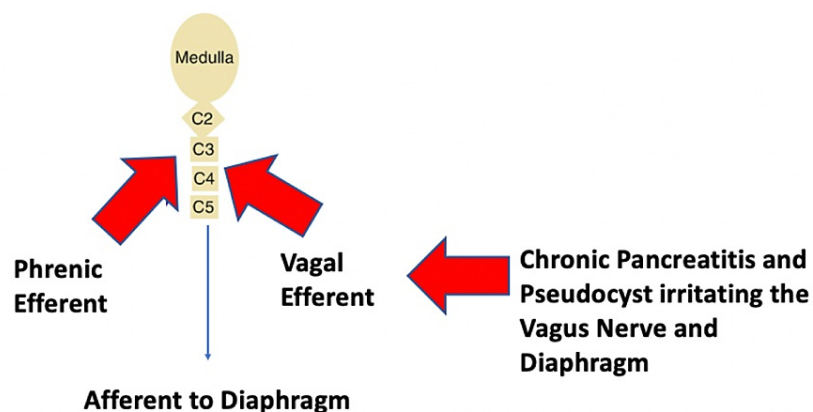 Medulla
C2
C3
C4
C5
Phrenic
Efferent
Vagal
Efferent
Chronic Pancreatitis and
Pseudocyst irritating the
Vagus Nerve and
Diaphragm
Afferent to Diaphragm